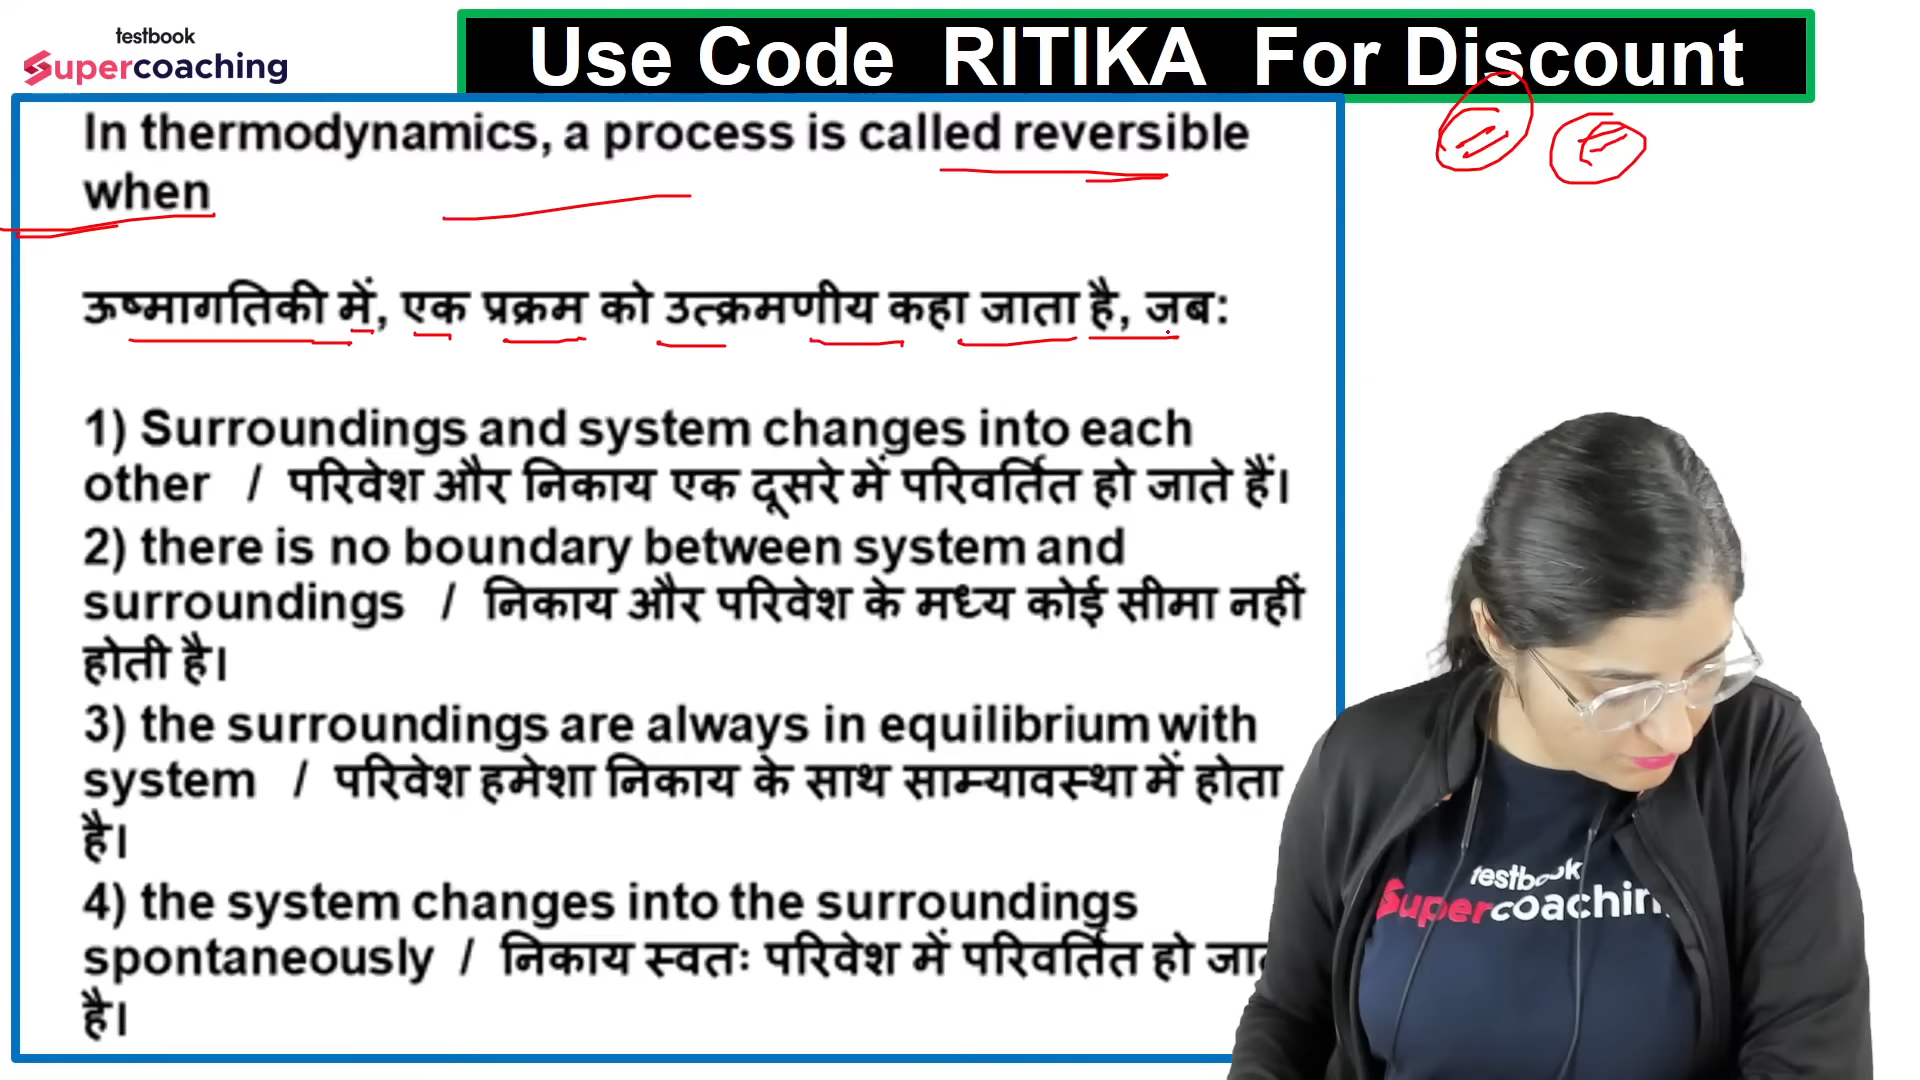 testbook
Supercoaching
Use Code RITIKA For Discount
In thermodynamics, a process is called reversible
when
ऊष्मागतिकी में, एक प्रक्रम को उत्क्रमणीय कहा जाता है, जब:
1) Surroundings and system changes into each
other / परिवेश और निकाय एक दूसरे में परिवर्तित हो जाते हैं।
2) there is no boundary between system and
surroundings / निकाय और परिवेश के मध्य कोई सीमा नहीं
होती है।
3) the surroundings are always in equilibrium with
system / परिवेश हमेशा निकाय के साथ साम्यावस्था में होता
है।
4) the system changes into the surroundings
spontaneously / निकाय स्वतः परिवेश में परिवर्तित हो
है।
testbook
Supercoachin